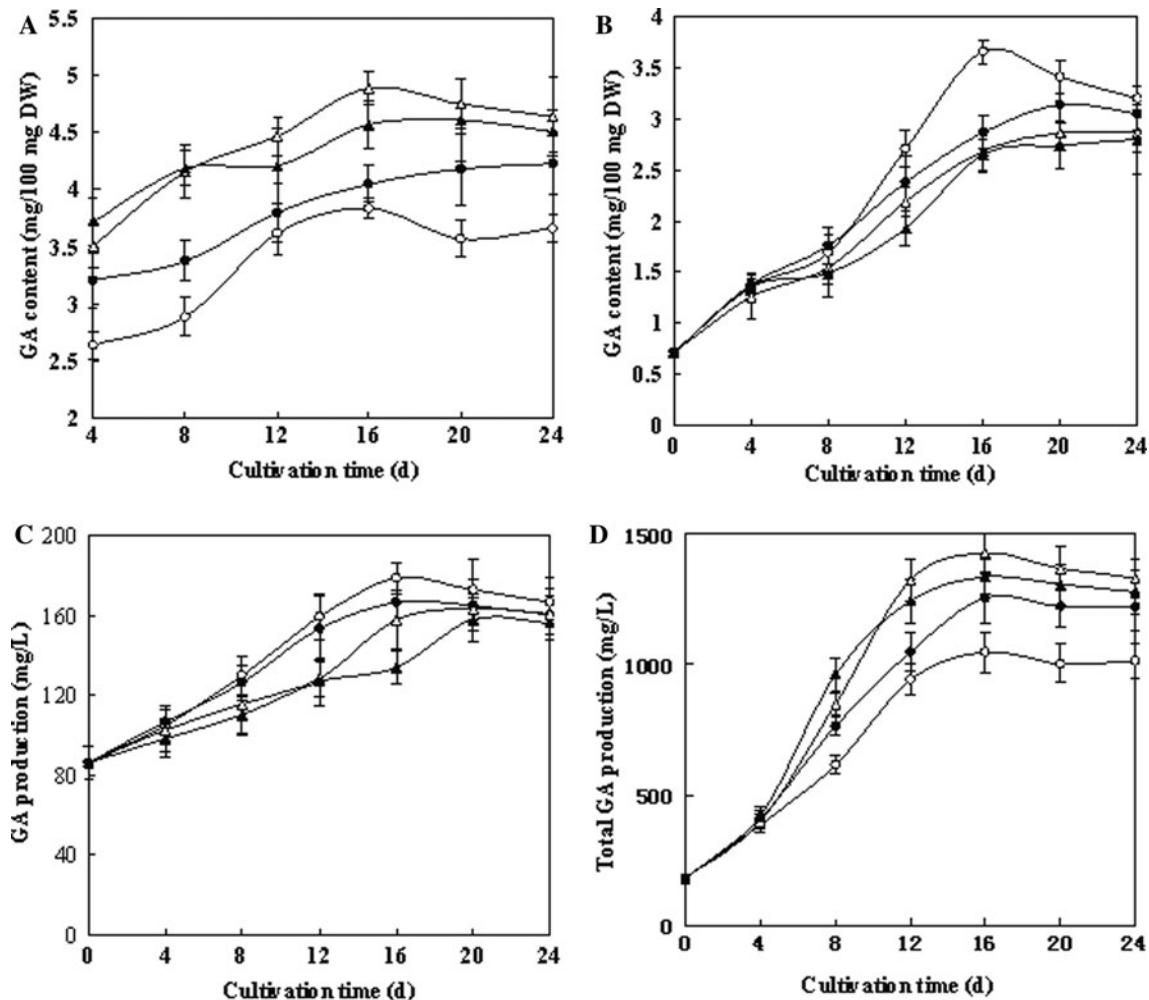 A
GA content (mg/100 mg DW)
5.5
5
4.5
4
3.5
3
2.5
2
4 8 12 16 20 24
Cultivation time (d)
B
GA content (mg/100 mg DW)
4
3.5
3
2.5
2
1.5
1
0.5
0
0 4 8 12 16 20 24
Cultivation time (d)
C
GA production (mg/L)
200
160
120
80
40
0
0 4 8 12 16 20 24
Cultivation time (d)
D
Total GA production (mg/L)
1500
1000
500
0
0 4 8 12 16 20 24
Cultivation time (d)